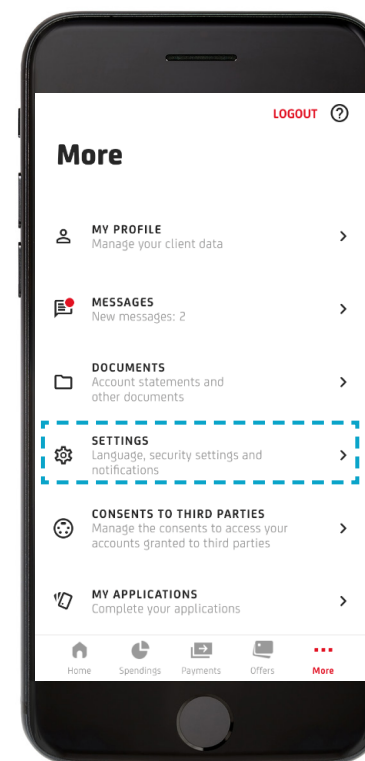 LOGOUT
More
MY PROFILE
Manage your client data
MESSAGES
New messages: 2
DOCUMENTS
Account statements and
other documents
SETTINGS
Language, security settings and
notifications
CONSENTS TO THIRD PARTIES
Manage the consents to access your
accounts granted to third parties
MY APPLICATIONS
Complete your applications
Home Spendings Payments Offers More